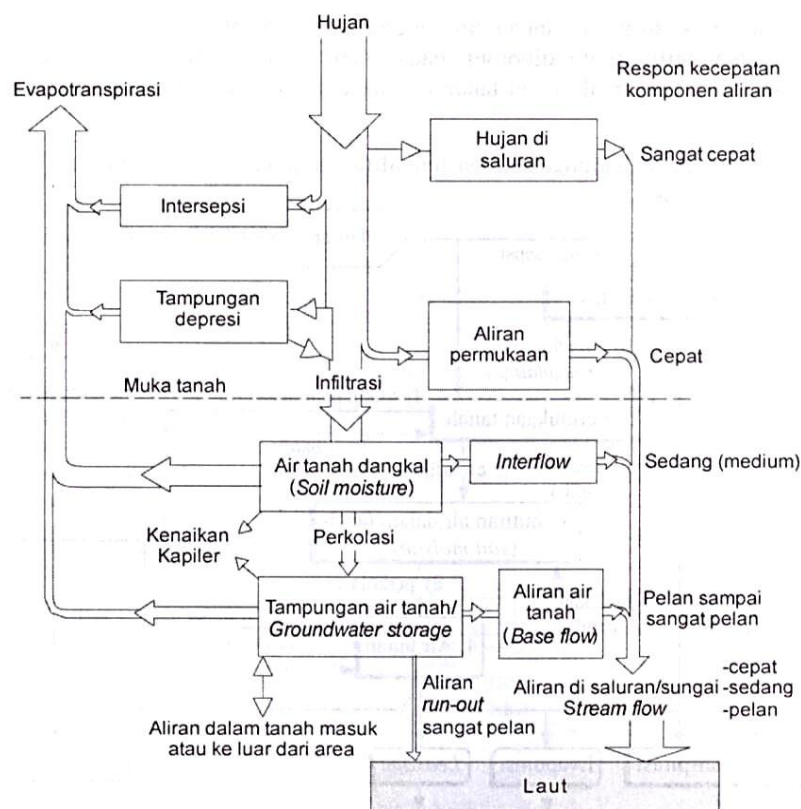 Hujan
Evapotranspirasi
Respon kecepatan
komponen aliran
Hujan di
saluran
Sangat cepat
Intersepsi
Tampungan
depresi
Aliran
permukaan
Cepat
Muka tanah
Infiltrasi
Air tanah dangkal
(Soil moisture)
Interflow
Sedang (medium)
Kenaikan
Kapiler
Perkolasi
Tampungan air tanah/
Groundwater storage
Aliran air
tanah
(Base flow)
Pelan sampai
sangat pelan
Aliran
run-out
sangat pelan
Aliran di saluran/sungai
Stream flow
-cepat
-sedang
-pelan
Aliran dalam tanah masuk
atau ke luar dari area
Laut